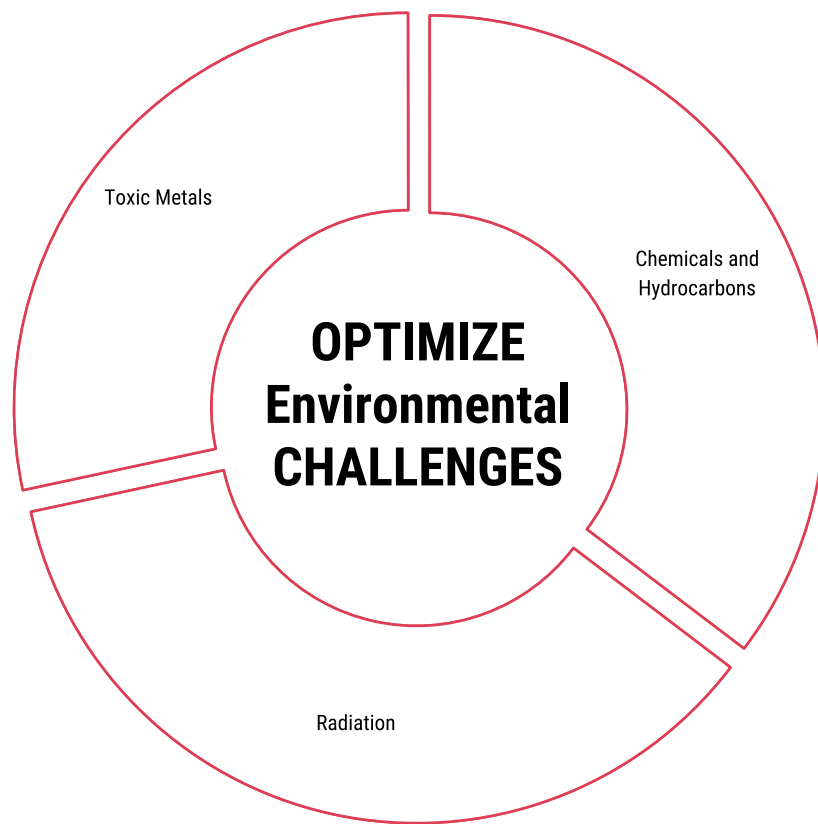 Toxic Metals
Chemicals and
Hydrocarbons
OPTIMIZE
Environmental
CHALLENGES
Radiation